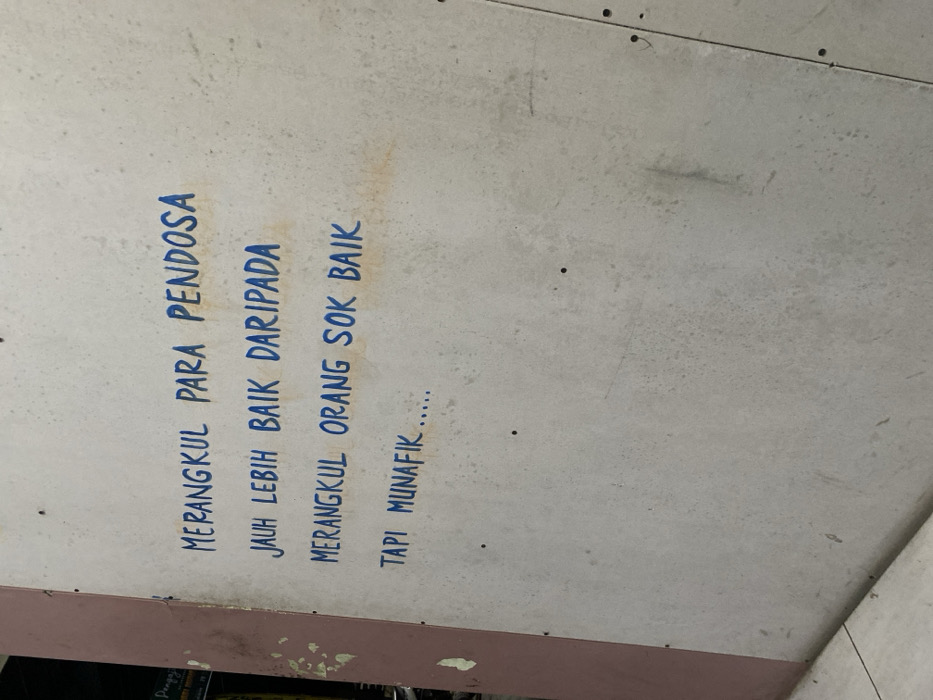 MERANGKUL PARA PENDOSA
JAUH LEBIH BAIK DARIPADA
MERANGKUL ORANG SOK BAIK
TAPI MUNAFIK.....